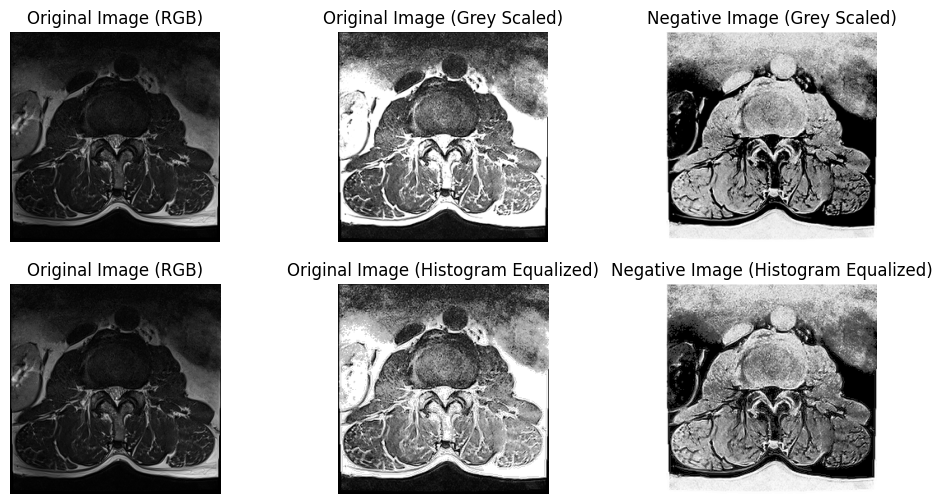 Original Image (RGB)
Original Image (Grey Scaled)
Negative Image (Grey Scaled)
Original Image (RGB)
Original Image (Histogram Equalized)
Negative Image (Histogram Equalized)